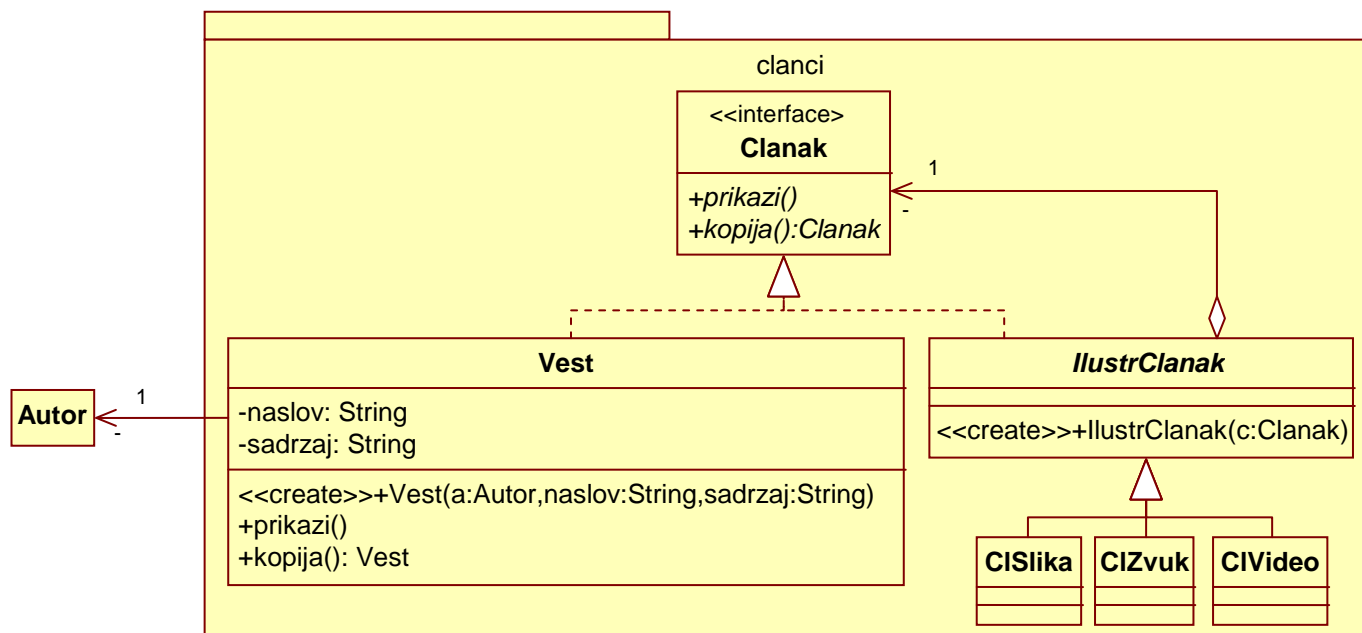 clanci
<<interface>
Clanak
+prikazi()
+kopija():Clanak
1
-
Vest
-naslov: String
-sadrzaj: String
<<create>>+Vest(a:Autor,naslov:String,sadrzaj:String)
+prikazi()
+kopija(): Vest
Autor
1
-
IlustrClanak
<<create>>+IlustrClanak(c:Clanak)
ClSlika
ClZvuk
ClVideo